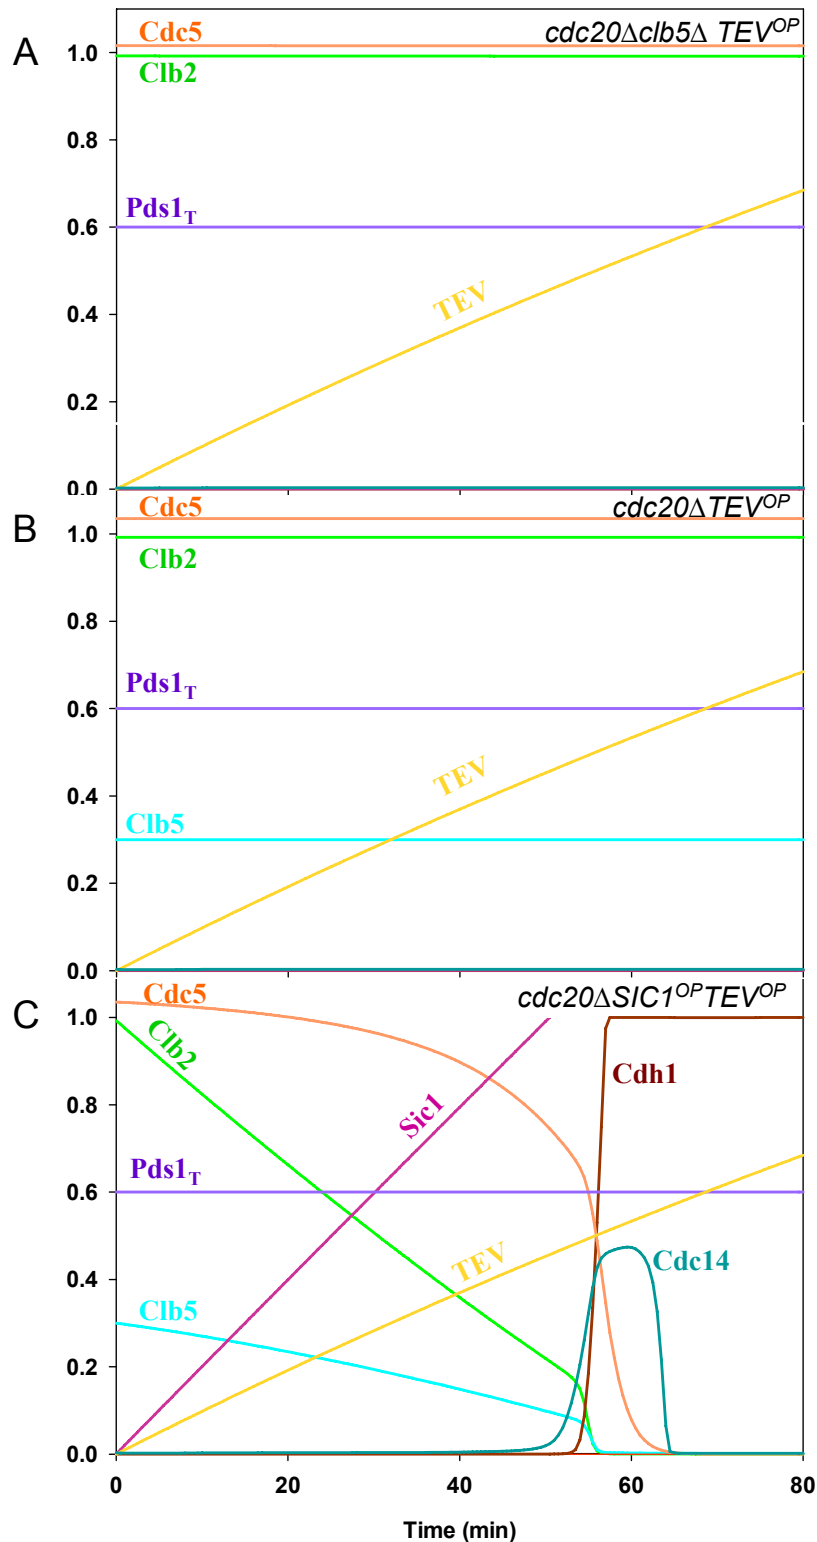 A
cdc20Δclb5Δ TEV^OP
Cdc5
1.0
Clb2
0.8
Pds1_T
0.6
TEV
0.4
0.2
0.0
B
cdc20ΔTEV^OP
Cdc5
1.0
Clb2
0.8
Pds1_T
0.6
TEV
0.4
Clb5
0.2
0.0
C
cdc20ΔSIC1^OPTEV^OP
Cdc5
1.0
Clb2
Cdh1
Sic1
0.8
Pds1_T
0.6
TEV
Cdc14
0.4
Clb5
0.2
0.0
0 20 40 60 80
Time (min)